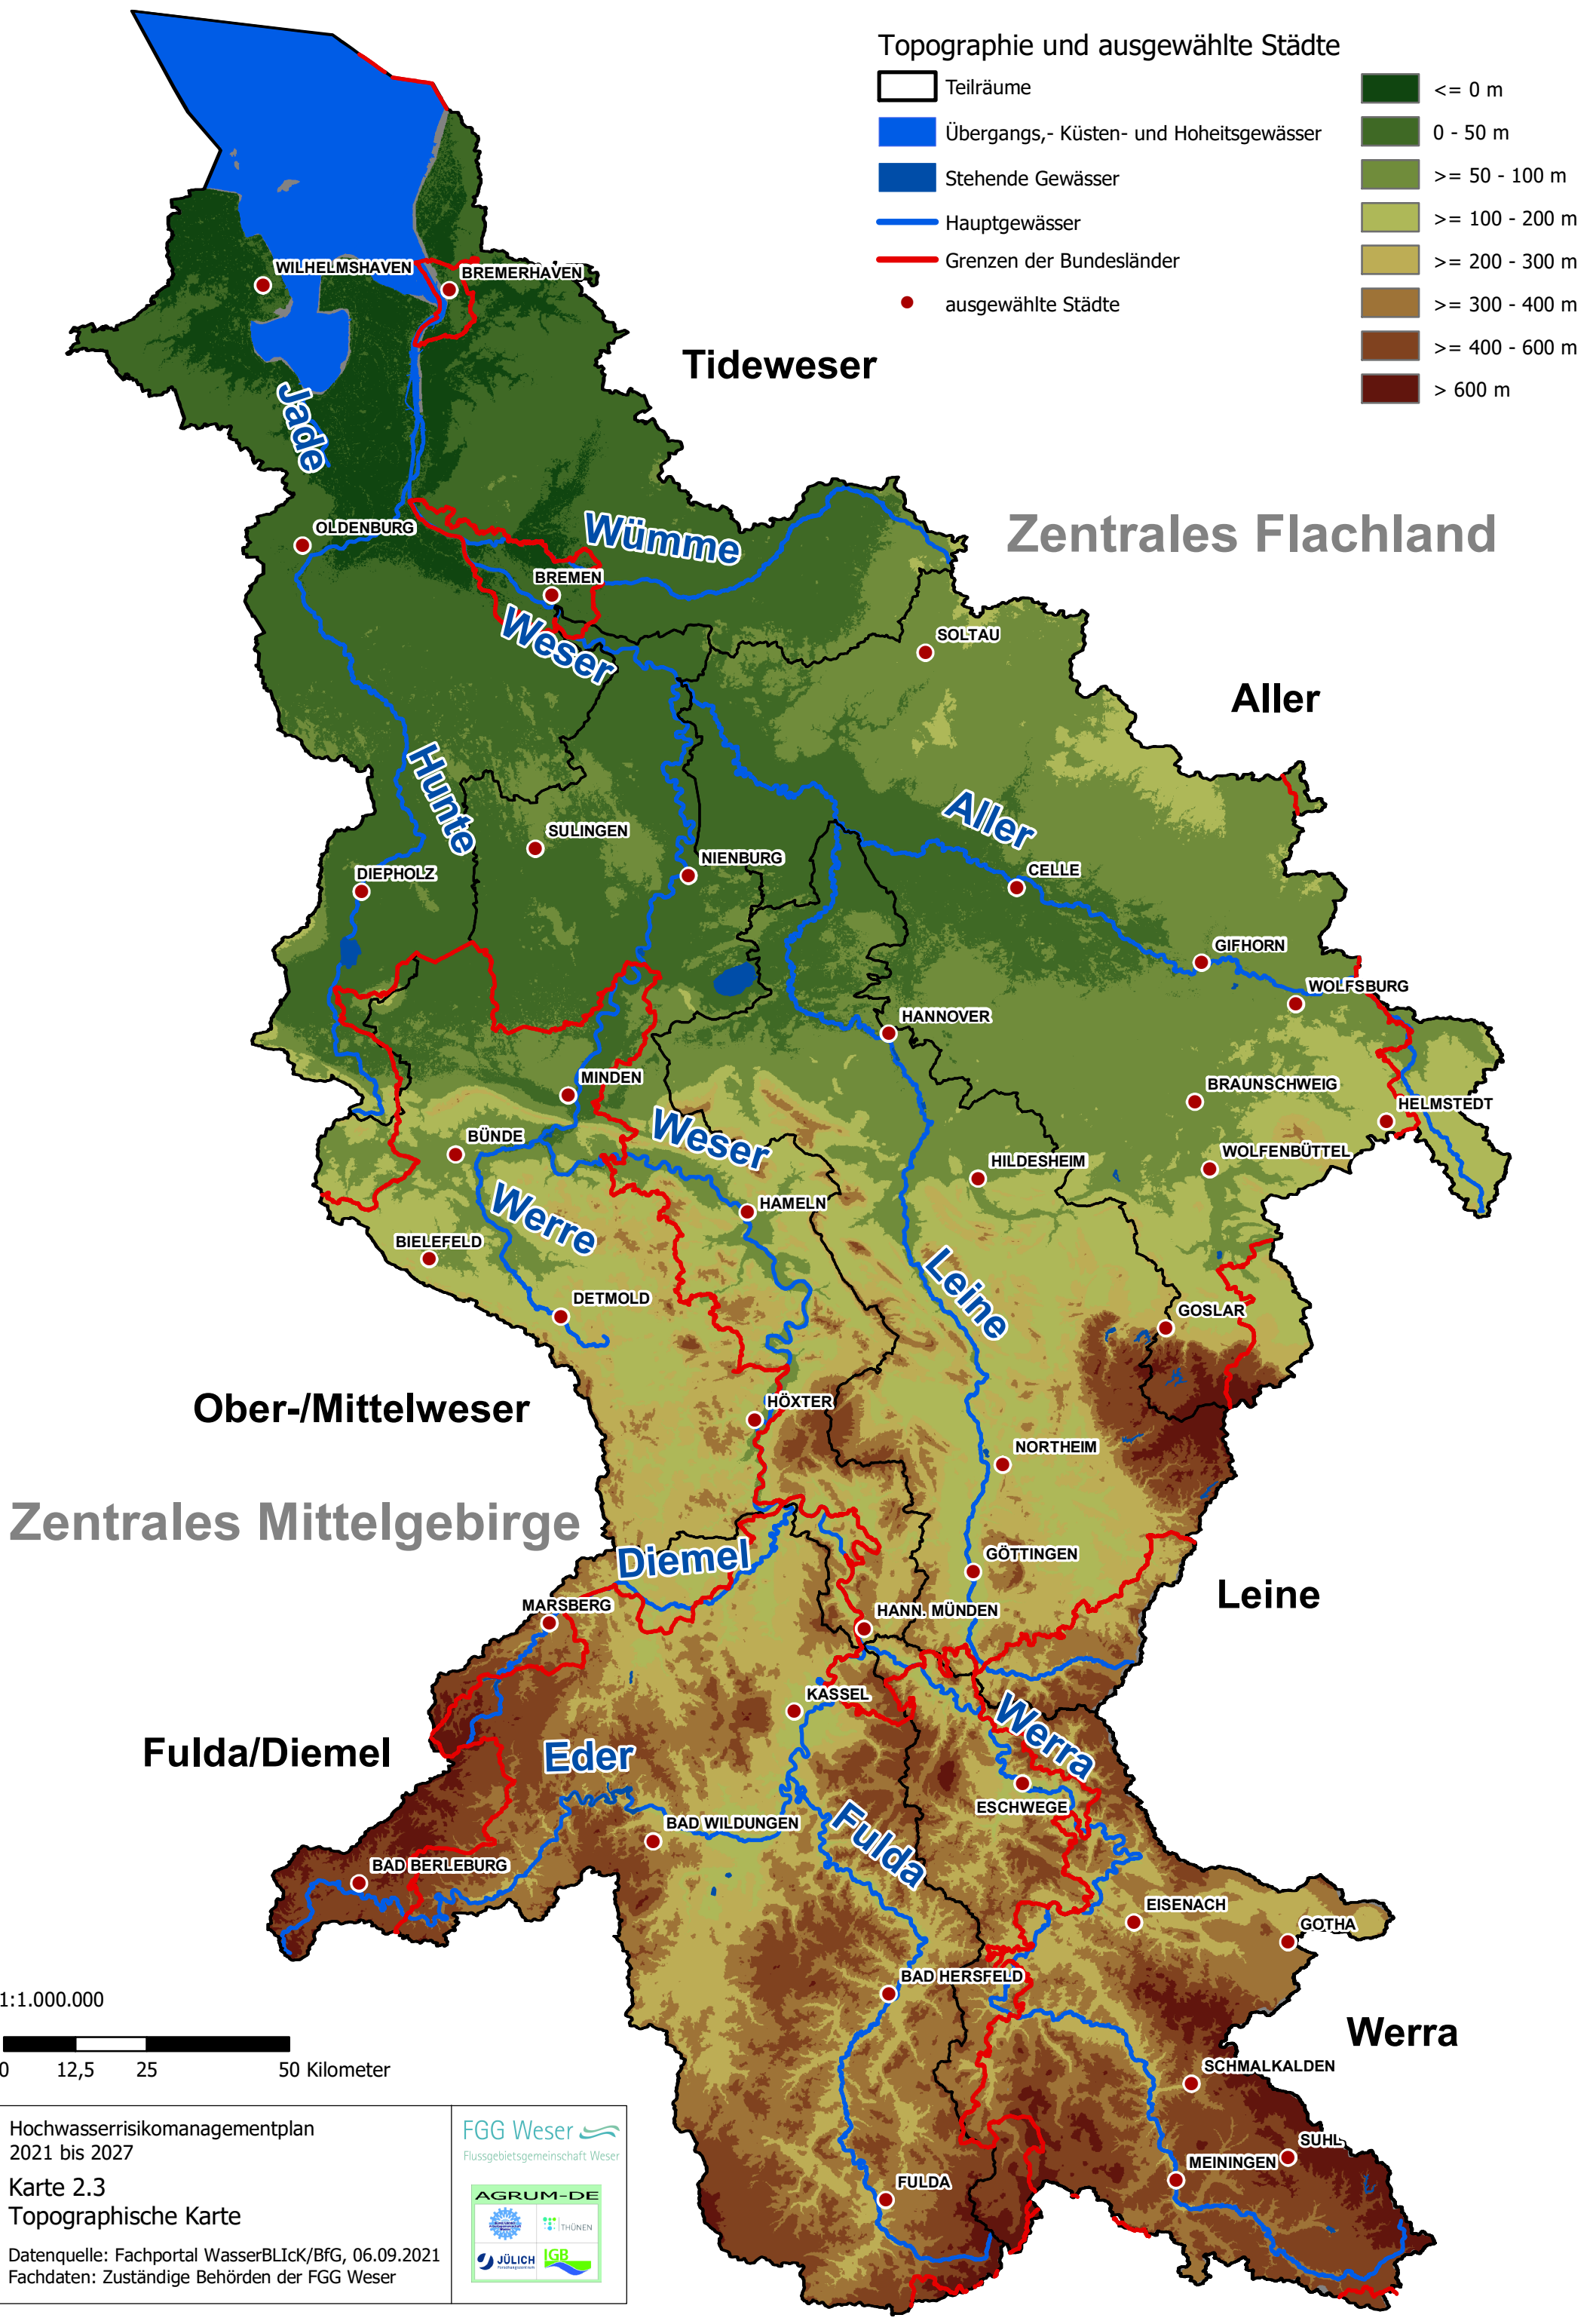 Topographie und ausgewählte Städte
Teilräume
Übergangs,- Küsten- und Hoheitsgewässer
Stehende Gewässer
Hauptgewässer
Grenzen der Bundesländer
ausgewählte Städte
<= 0 m
0 - 50 m
>= 50 - 100 m
>= 100 - 200 m
>= 200 - 300 m
>= 300 - 400 m
>= 400 - 600 m
> 600 m
WILHELMSHAVEN
BREMERHAVEN
Tideweser
Jade
OLDENBURG
Wümme
Zentrales Flachland
BREMEN
Weser
SOLTAU
Aller
Hunte
Aller
SULINGEN
NIENBURG
DIEPHOLZ
CELLE
GIFHORN
WOLFSBURG
HANNOVER
MINDEN
BRAUNSCHWEIG
HELMSTEDT
BÜNDE
Weser
HILDESHEIM
WOLFENBÜTTEL
HAMELN
Werre
BIELEFELD
Leine
DETMOLD
GOSLAR
Ober-/Mittelweser
HÖXTER
NORTHEIM
Zentrales Mittelgebirge
Diemel
GÖTTINGEN
Leine
MARSBERG
HANN. MÜNDEN
KASSEL
Werra
Fulda/Diemel
Eder
ESCHWEGE
BAD WILDUNGEN
Fulda
BAD BERLEBURG
EISENACH
GOTHA
BAD HERSFELD
1:1.000.000
Werra
0 12,5 25 50 Kilometer
SCHMALKALDEN
SUHL
MEININGEN
FULDA
Hochwasserrisikomanagementplan
2021 bis 2027
Karte 2.3
Topographische Karte
Datenquelle: Fachportal WasserBLIcK/BfG, 06.09.2021
Fachdaten: Zuständige Behörden der FGG Weser
FGG Weser
Flussgebietsgemeinschaft Weser
AGRUM-DE
THÜNEN
JÜLICH
Forschungszentrum
IGB